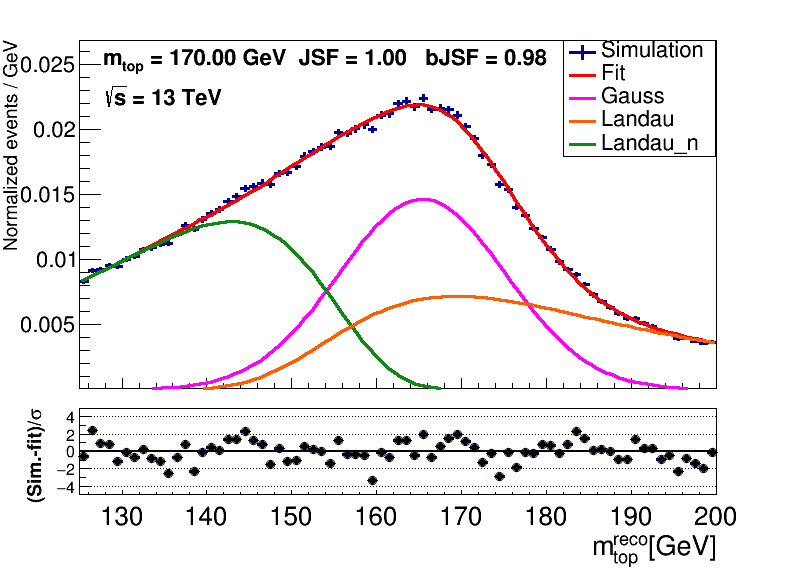 m_top = 170.00 GeV JSF = 1.00 bJSF = 0.98
√s = 13 TeV
Simulation
Fit
Gauss
Landau
Landau_n
Normalized events / GeV
0.025
0.02
0.015
0.01
0.005
(Sim.-fit)/σ
4
2
0
−2
−4
130 140 150 160 170 180 190 200
m_top^reco[GeV]